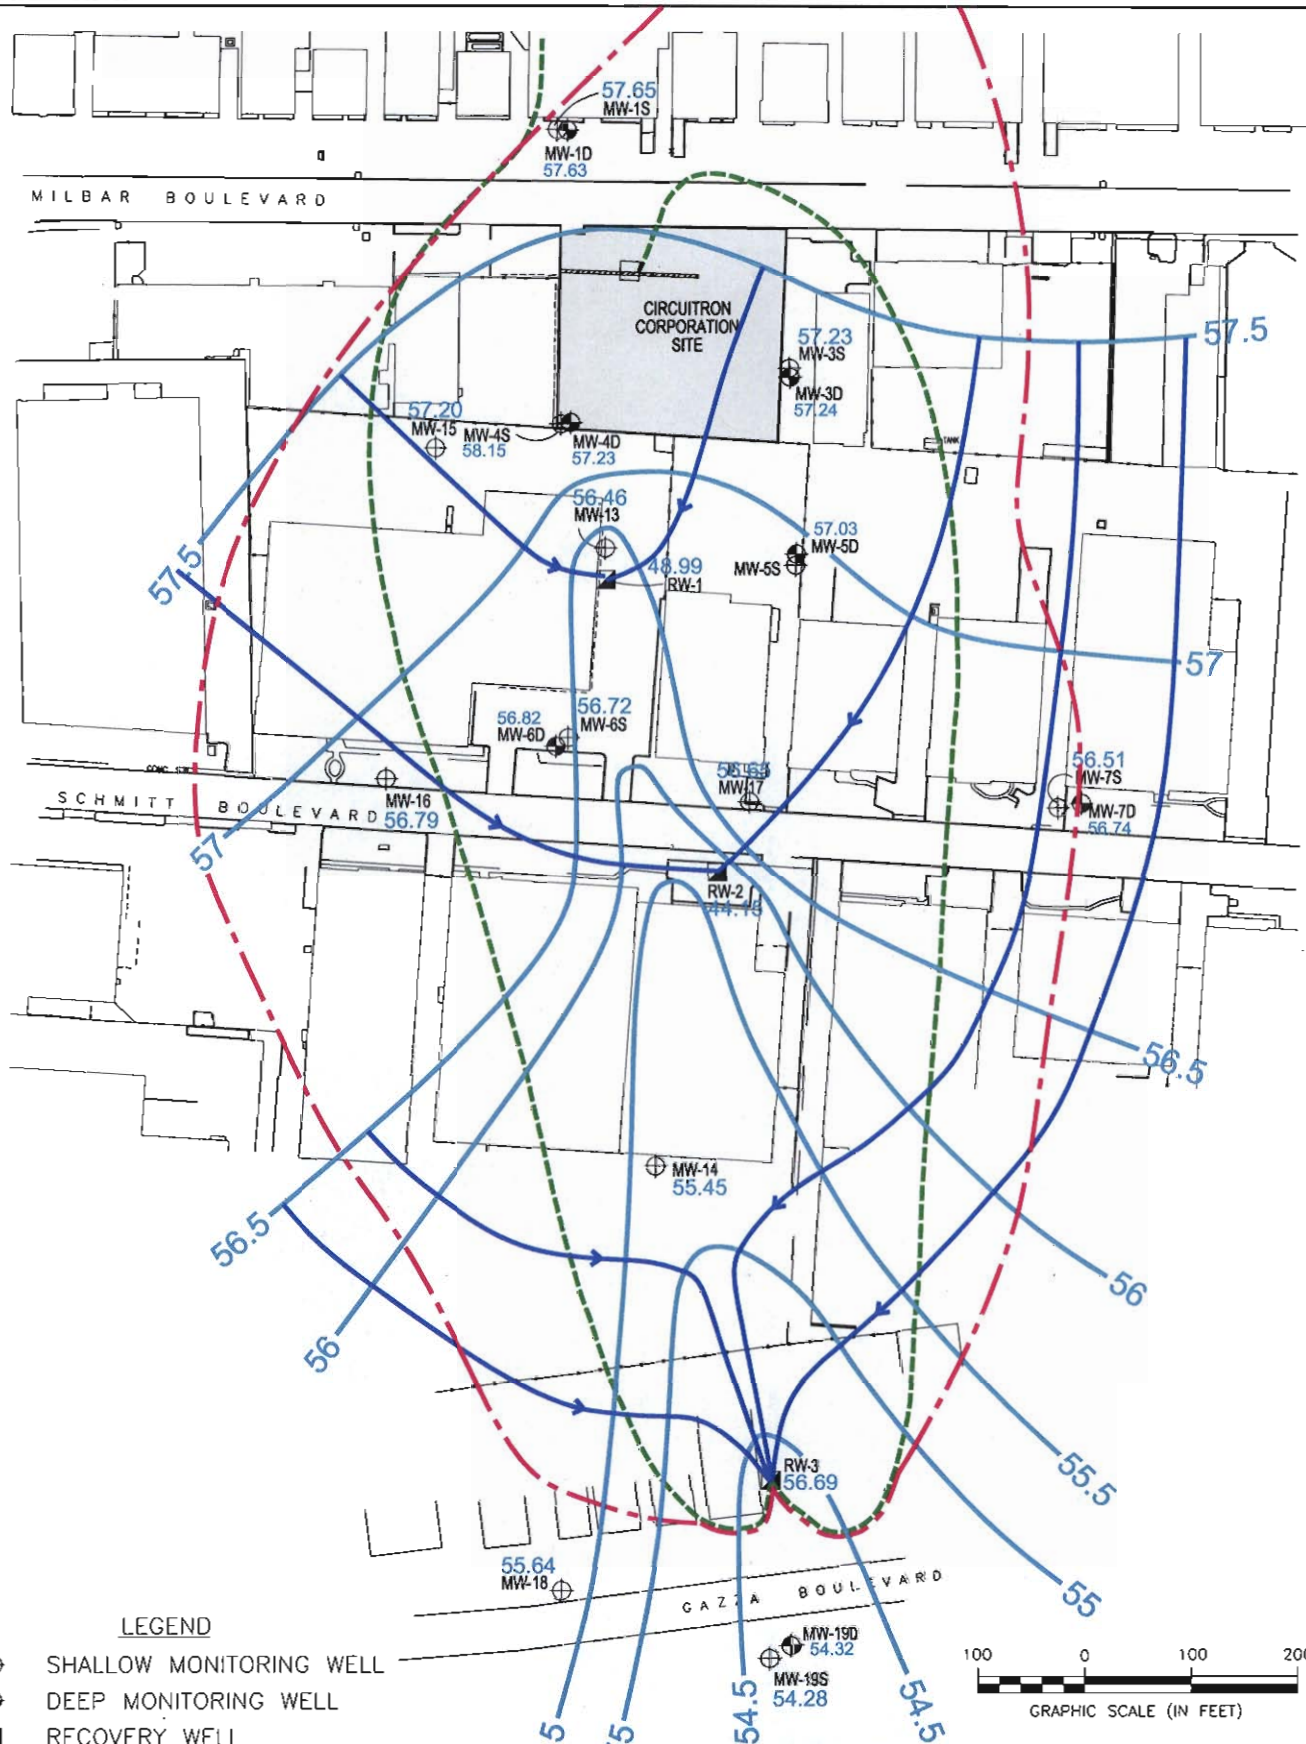 57.65
MW-1S
MW-1D
57.63
MILBAR BOULEVARD
CIRCUITRON
CORPORATION
SITE
57.5
57.23
MW-3S
MW-3D
57.24
57.20
MW-15
MW-4S
58.15
MW-4D
57.23
56.46
MW-13
57.03
MW-5D
MW-5S
TANK
48.99
RW-1
57.5
57
56.72
MW-6S
56.82
MW-6D
MW-17
56.51
MW-7S
MW-7D
56.74
SCHMITT BOULEVARD
MW-16
56.79
57
RW-2
44.15
56.5
MW-14
55.45
56.5
56
56
RW-3
56.69
55.5
55
55.64
MW-18
GAZZA BOULEVARD
MW-19D
54.32
MW-19S
54.28
54.5
54.5
5
5
LEGEND
SHALLOW MONITORING WELL
DEEP MONITORING WELL
RECOVERY WELL
100 0 100 200
GRAPHIC SCALE (IN FEET)